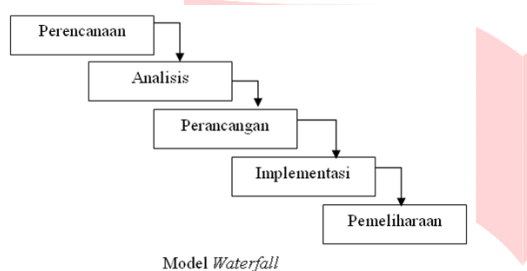 Perencanaan
Analisis
Perancangan
Implementasi
Pemeliharaan
Model Waterfall